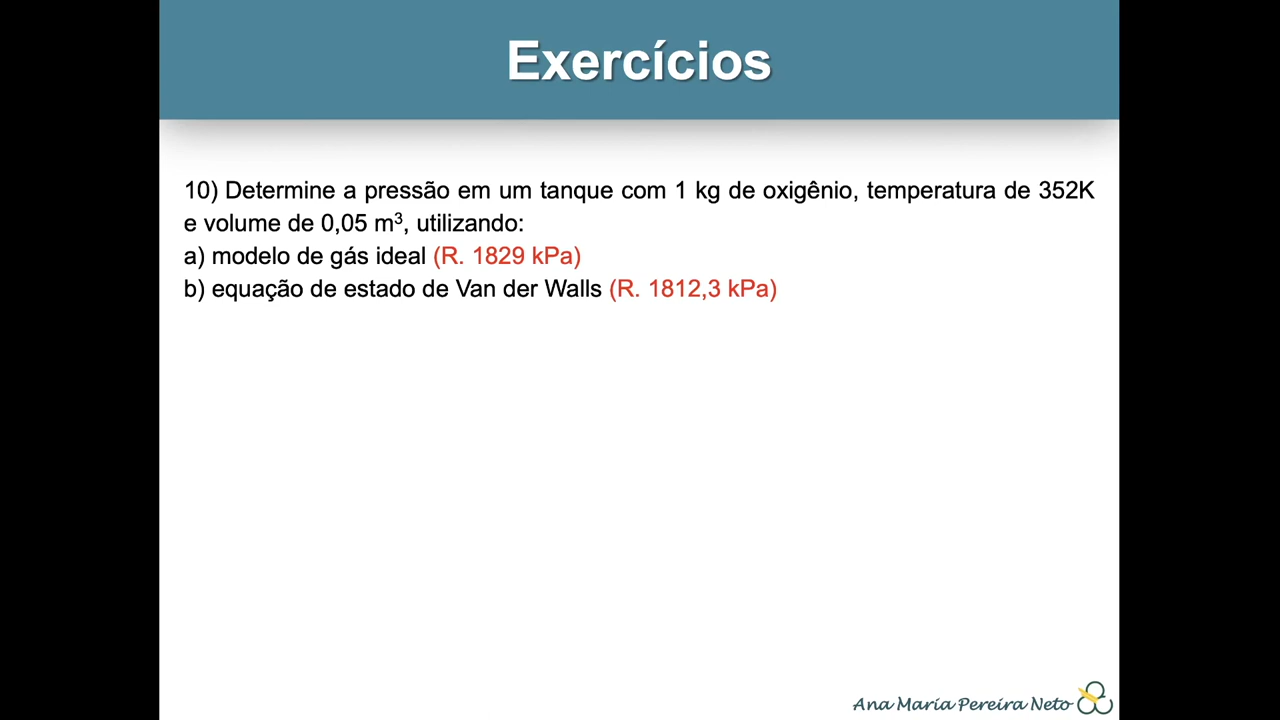 Exercícios
10) Determine a pressão em um tanque com 1 kg de oxigênio, temperatura de 352K
e volume de 0,05 m³, utilizando:
a) modelo de gás ideal (R. 1829 kPa)
b) equação de estado de Van der Walls (R. 1812,3 kPa)
Ana Maria Pereira Neto